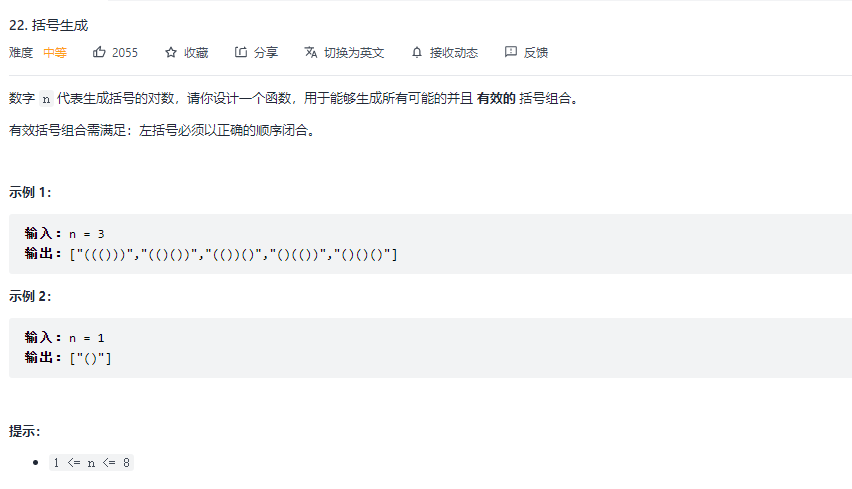 22. 括号生成
难度 中等 2055 收藏 分享 切换为英文 接收动态 反馈
数字 n 代表生成括号的对数，请你设计一个函数，用于能够生成所有可能的并且 有效的 括号组合。
有效括号组合需满足：左括号必须以正确的顺序闭合。
示例 1：
输入：n = 3
输出：["((()))","(()())","(())()","()(())","()()()"]
示例 2：
输入：n = 1
输出：["()"]
提示：
• 1 <= n <= 8